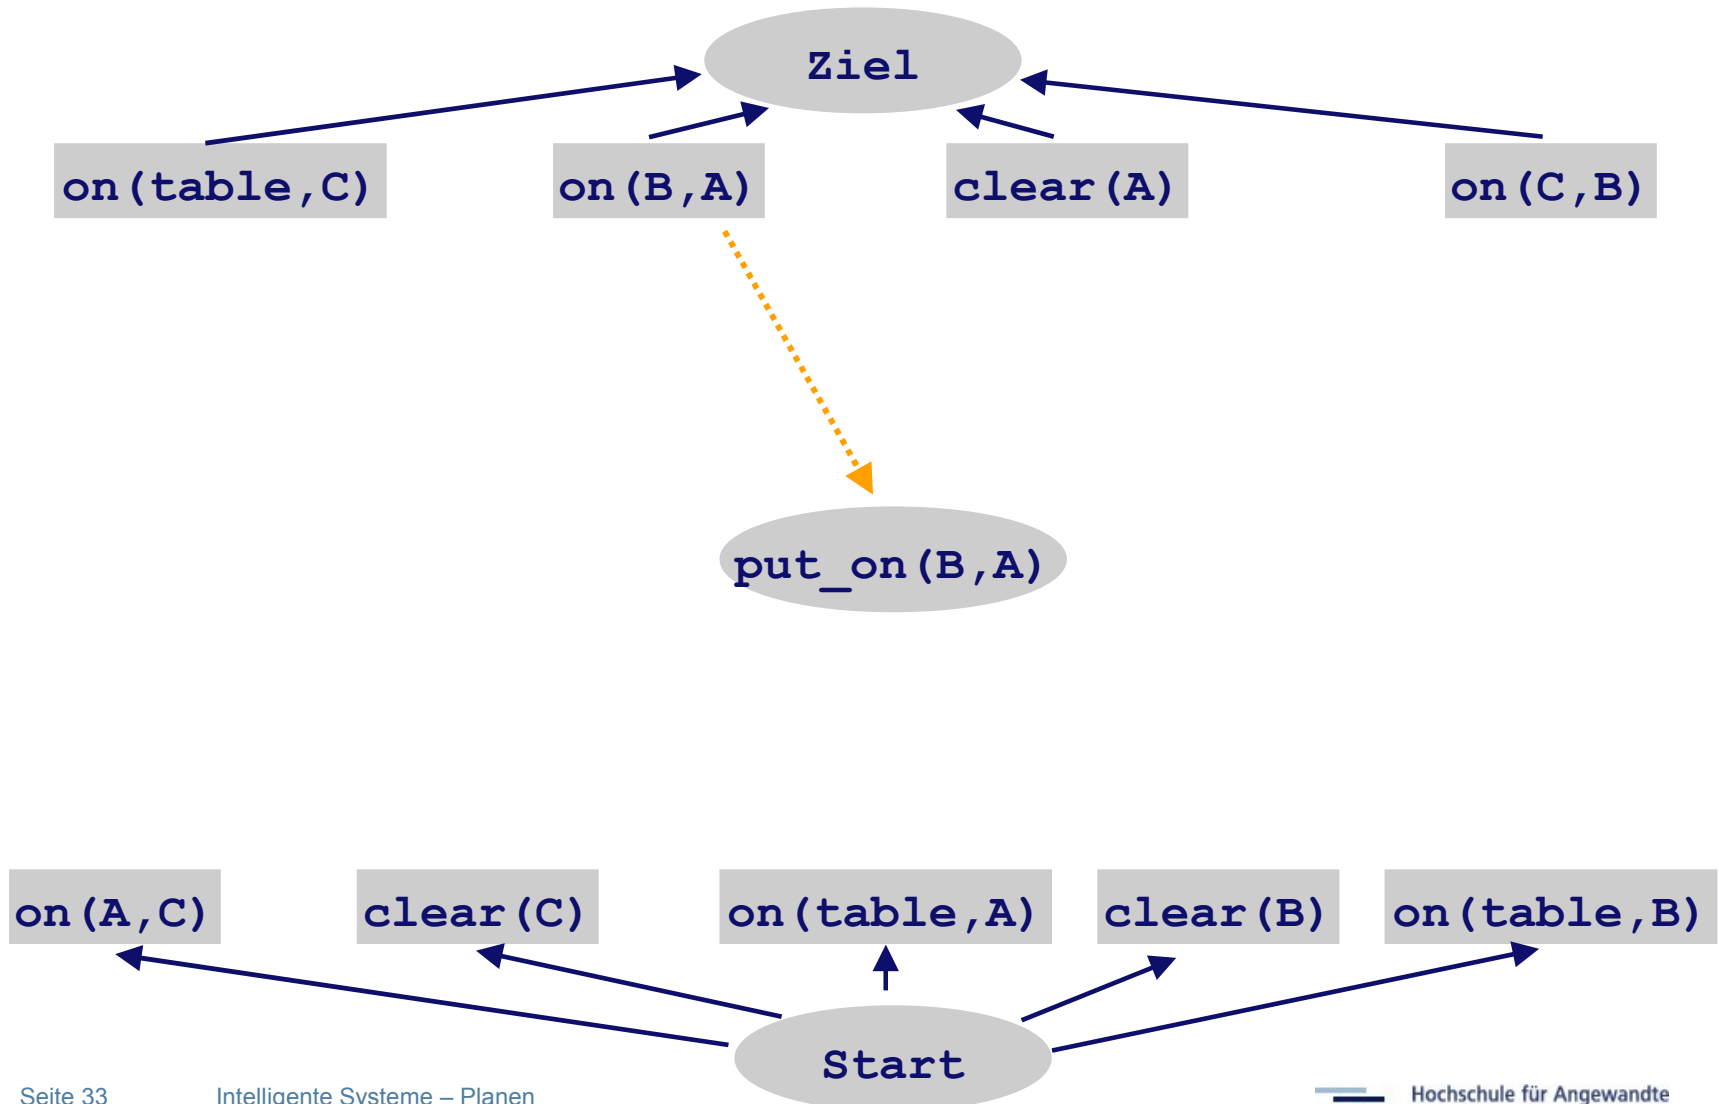 Ziel
on(table,C) on(B,A) clear(A) on(C,B)
put_on(B,A)
on(A,C) clear(C) on(table,A) clear(B) on(table,B)
Start
Seite 33 Intelligente Systeme – Planen Hochschule für Angewandte